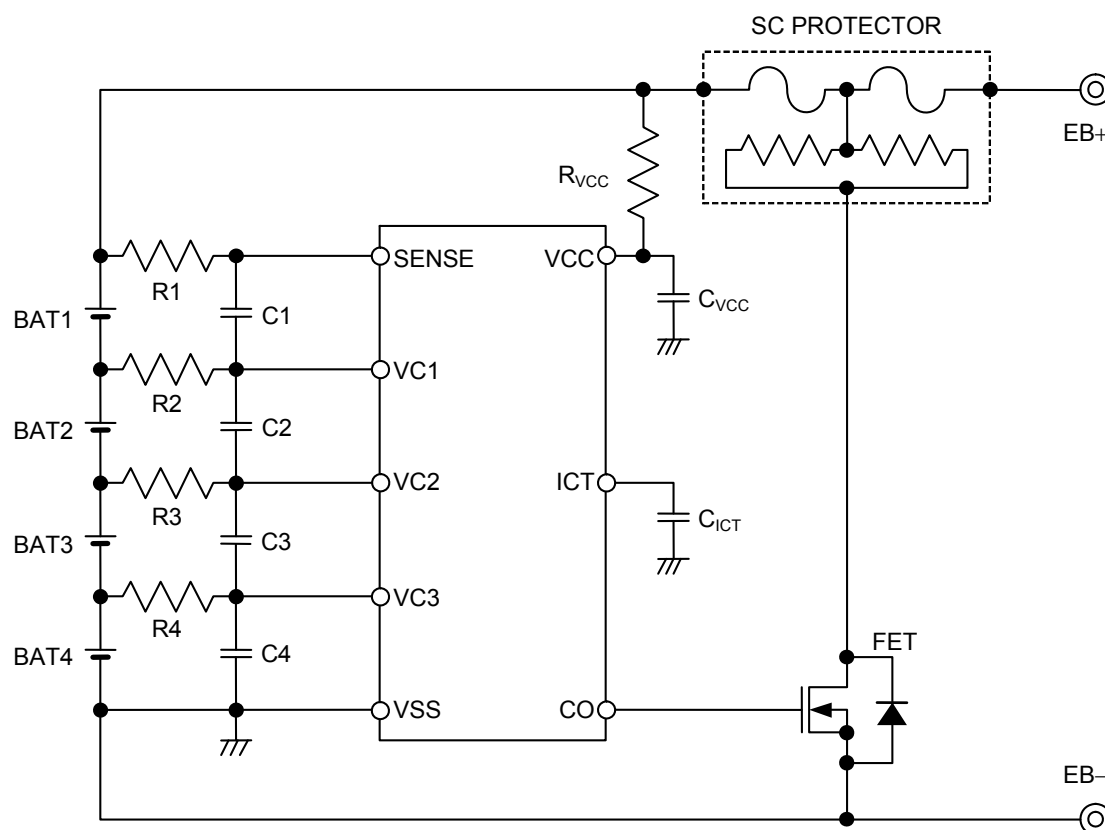 SC PROTECTOR
EB+
RVCC
SENSE
VCC
R1
BAT1
C1
CVCC
VC1
R2
BAT2
C2
VC2
ICT
R3
CICT
BAT3
C3
VC3
R4
FET
BAT4
C4
VSS
CO
EB−